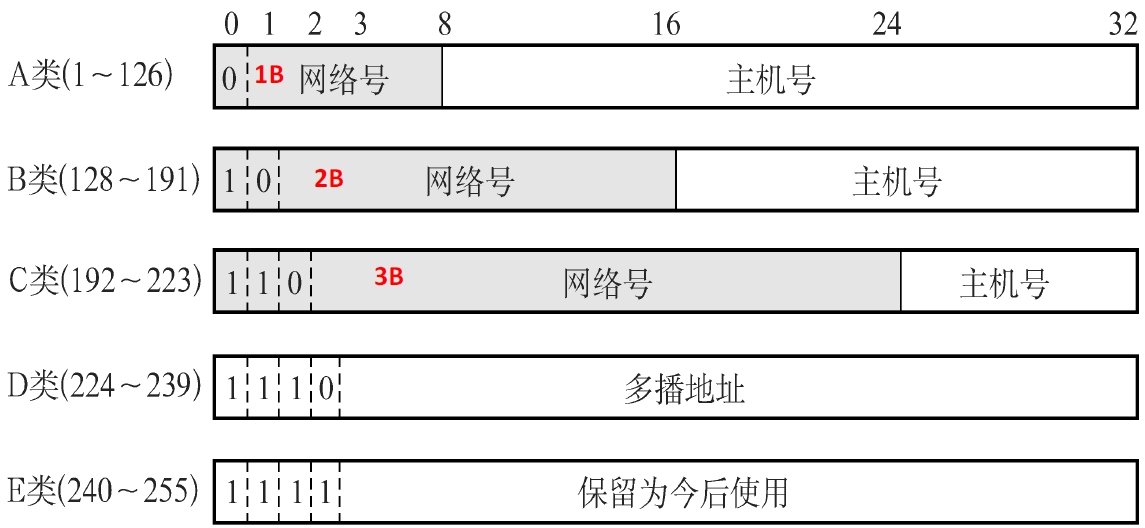 0 1 2 3 8 16 24 32
A类(1～126) 0 1B 网络号 主机号
B类(128～191) 1 0 2B 网络号 主机号
C类(192～223) 1 1 0 3B 网络号 主机号
D类(224～239) 1 1 1 0 多播地址
E类(240～255) 1 1 1 1 保留为今后使用